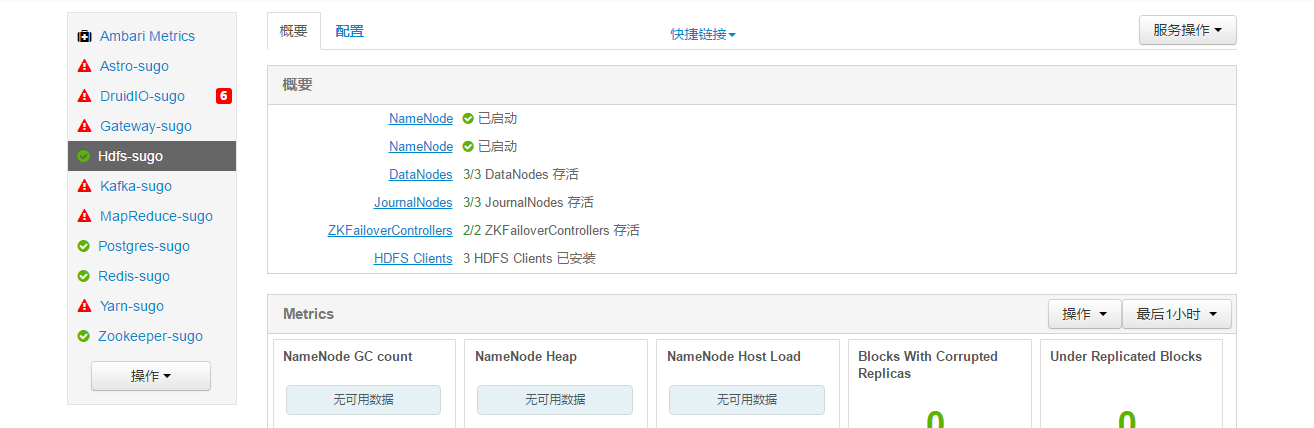 Ambari Metrics
Astro-sugo
DruidIO-sugo 6
Gateway-sugo
Hdfs-sugo
Kafka-sugo
MapReduce-sugo
Postgres-sugo
Redis-sugo
Yarn-sugo
Zookeeper-sugo
操作
概要 配置 快捷链接 服务操作
概要
NameNode 已启动
NameNode 已启动
DataNodes 3/3 DataNodes 存活
JournalNodes 3/3 JournalNodes 存活
ZKFailoverControllers 2/2 ZKFailoverControllers 存活
HDFS Clients 3 HDFS Clients 已安装
Metrics 操作 最后1小时
NameNode GC count
无可用数据
NameNode Heap
无可用数据
NameNode Host Load
无可用数据
Blocks With Corrupted
Replicas
0
Under Replicated Blocks
0